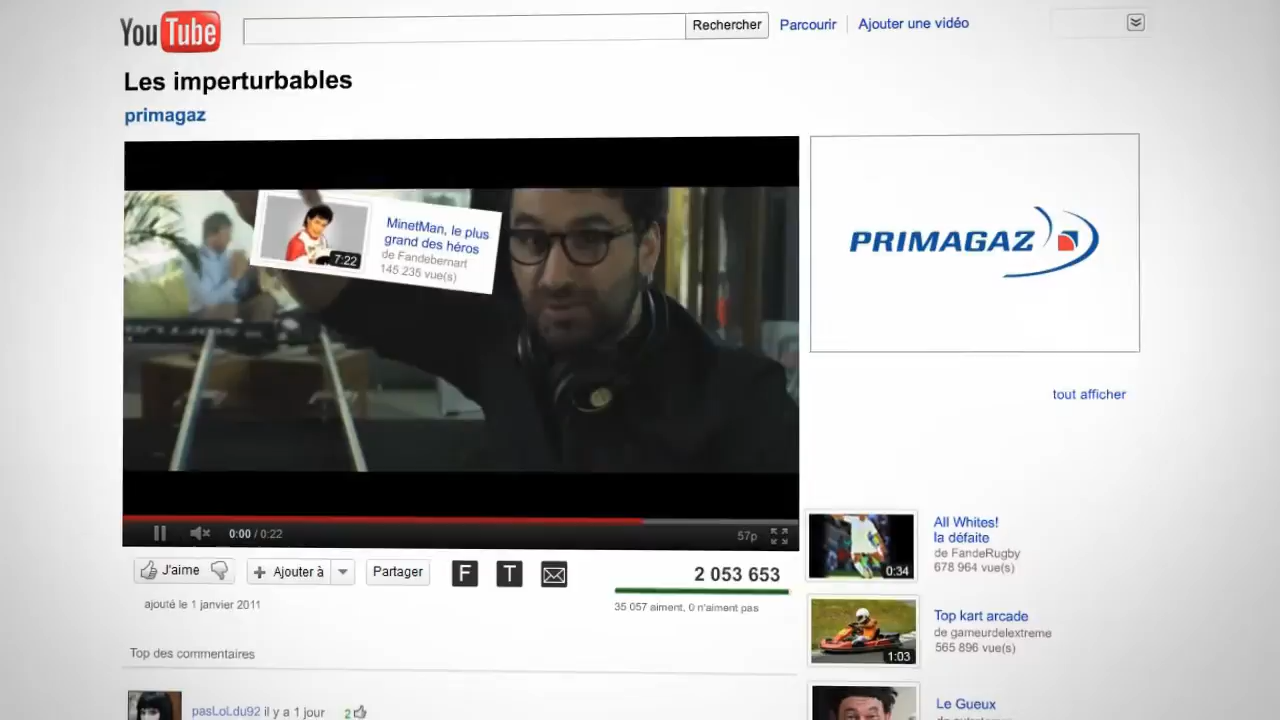 YouTube
Rechercher
Parcourir
Ajouter une vidéo
Les imperturbables
primagaz
MinetMan, le plus
grand des héros
de Fandebernart
145 235 vue(s)
7:22
PRIMAGAZ
tout afficher
0:00 / 0:22
57p
J'aime
Ajouter à
Partager
F
T
2 053 653
35 057 aiment, 0 n'aiment pas
ajouté le 1 janvier 2011
Top des commentaires
pasLoLdu92 il y a 1 jour
2
All Whites!
la défaite
de FandeRugby
678 964 vue(s)
0:34
Top kart arcade
de gameurdelextreme
565 896 vue(s)
1:03
Le Gueux